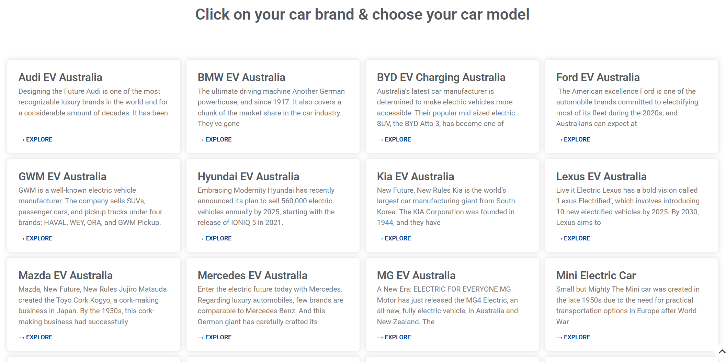 Click on your car brand & choose your car model
Audi EV Australia
Designing the Future Audi is one of the most
recognizable luxury brands in the world and for
a considerable amount of decades. It has been
→ EXPLORE
BMW EV Australia
The ultimate driving machine Another German
powerhouse, and since 1917. It also covers a
chunk of the market share in the car industry.
They've gone
→ EXPLORE
BYD EV Charging Australia
Australia's latest car manufacturer is
determined to make electric vehicles more
accessible. Their popular mid sized electric
SUV, the BYD Atto 3, has become one of
→ EXPLORE
Ford EV Australia
The American excellence Ford is one of the
automobile brands committed to electrifying
most of its fleet during the 2020s, and
Australians can expect at
→ EXPLORE
GWM EV Australia
GWM is a well-known electric vehicle
manufacturer. The company sells SUVs,
passenger cars, and pickup trucks under four
brands: HAVAL, WEY, ORA, and GWM Pickup.
→ EXPLORE
Hyundai EV Australia
Embracing Modernity Hyundai has recently
announced its plan to sell 560,000 electric
vehicles annually by 2025, starting with the
release of IONIQ 5 in 2021.
→ EXPLORE
Kia EV Australia
New Future, New Rules Kia is the world's
largest car manufacturing giant from South
Korea. The KIA Corporation was founded in
1944, and they have
→ EXPLORE
Lexus EV Australia
Live it Electric Lexus has a bold vision called
'Lexus Electrified', which involves introducing
10 new electrified vehicles by 2025. By 2030,
Lexus aims to
→ EXPLORE
Mazda EV Australia
Mazda, New Future, New Rules Jujiro Matsuda
created the Toyo Cork Kogyo, a cork-making
business in Japan. By the 1930s, this cork-
making business had successfully
→ EXPLORE
Mercedes EV Australia
Enter the electric future today with Mercedes.
Regarding luxury automobiles, few brands are
comparable to Mercedes Benz. And this
German giant has carefully crafted its
→ EXPLORE
MG EV Australia
A New Era: ELECTRIC FOR EVERYONE MG
Motor has just released the MG4 Electric, an
all-new, fully electric vehicle, in Australia and
New Zealand. The
→ EXPLORE
Mini Electric Car
Small but Mighty The Mini car was created in
the late 1950s due to the need for practical
transportation options in Europe after World
War
→ EXPLORE